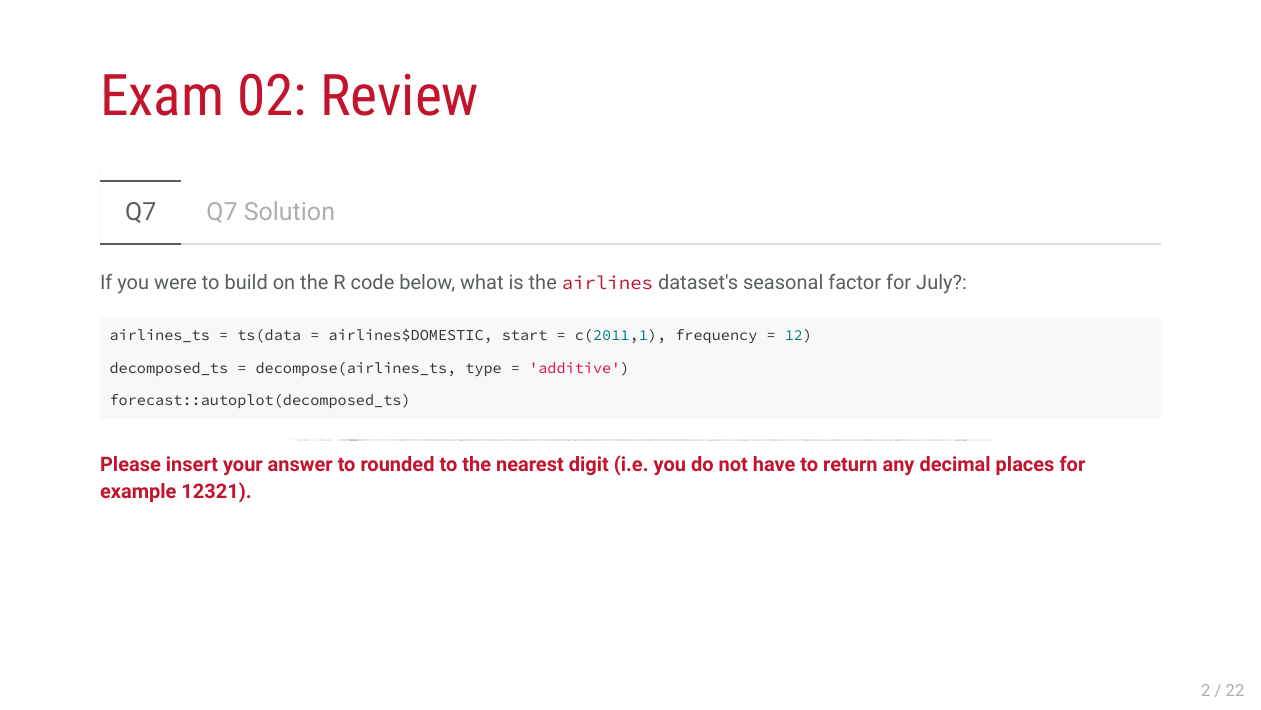 Exam 02: Review
Q7 Q7 Solution
If you were to build on the R code below, what is the airlines dataset's seasonal factor for July?:
airlines_ts = ts(data = airlines$DOMESTIC, start = c(2011,1), frequency = 12)
decomposed_ts = decompose(airlines_ts, type = 'additive')
forecast::autoplot(decomposed_ts)
Please insert your answer to rounded to the nearest digit (i.e. you do not have to return any decimal places for
example 12321).
2 / 22